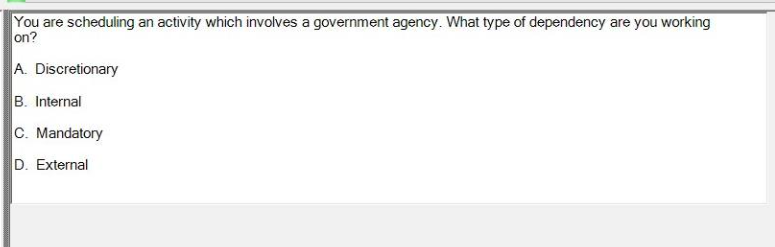 You are scheduling an activity which involves a government agency. What type of dependency are you working
on?
A. Discretionary
B. Internal
C. Mandatory
D. External